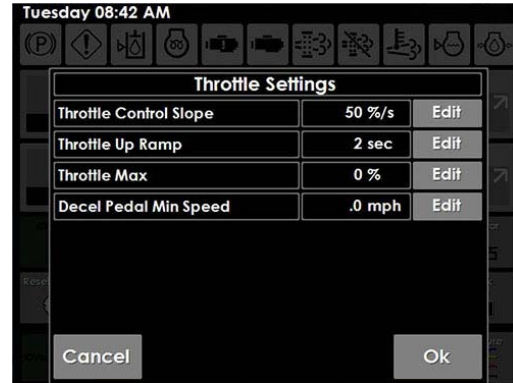 Tuesday 08:42 AM
Throttle Settings
Throttle Control Slope 50 %/s Edit
Throttle Up Ramp 2 sec Edit
Throttle Max 0 % Edit
Decel Pedal Min Speed .0 mph Edit
Reset
Cancel Ok